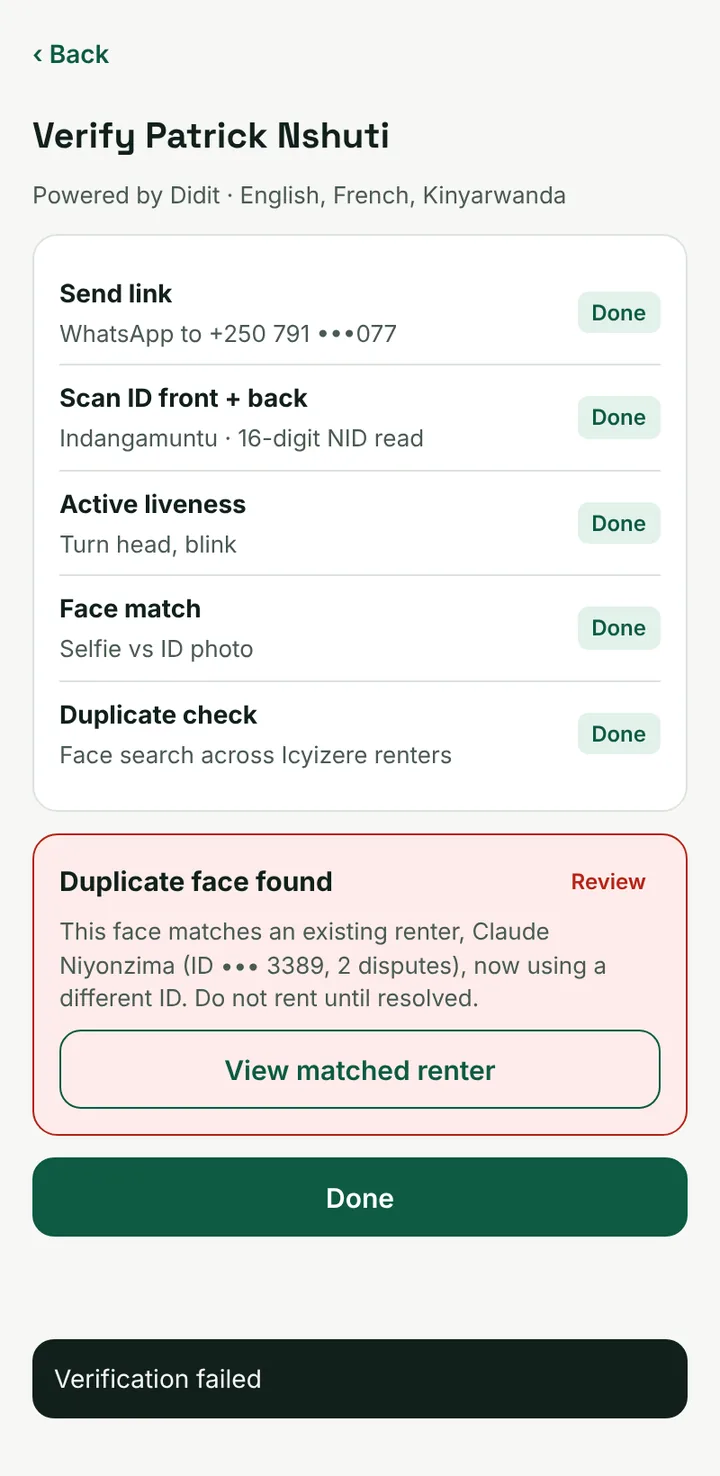 ‹ Back
Verify Patrick Nshuti
Powered by Didit · English, French, Kinyarwanda
Send link
WhatsApp to +250 791 •••077
Done
Scan ID front + back
Indangamuntu · 16-digit NID read
Done
Active liveness
Turn head, blink
Done
Face match
Selfie vs ID photo
Done
Duplicate check
Face search across Icyizere renters
Done
Duplicate face found
Review
This face matches an existing renter, Claude
Niyonzima (ID ••• 3389, 2 disputes), now using a
different ID. Do not rent until resolved.
View matched renter
Done
Verification failed